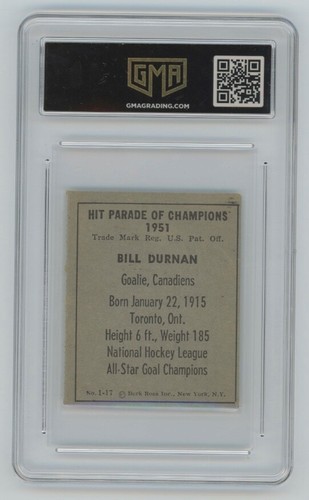 GMA
GMAGRADING.COM
HIT PARADE OF CHAMPIONS
1951
Trade Mark Reg. U.S. Pat. Off.
BILL DURNAN
Goalie, Canadiens
Born January 22, 1915
Toronto, Ont.
Height 6 ft., Weight 185
National Hockey League
All-Star Goal Champions
No. 1-17 © Berk Ross Inc., New York, N.Y.